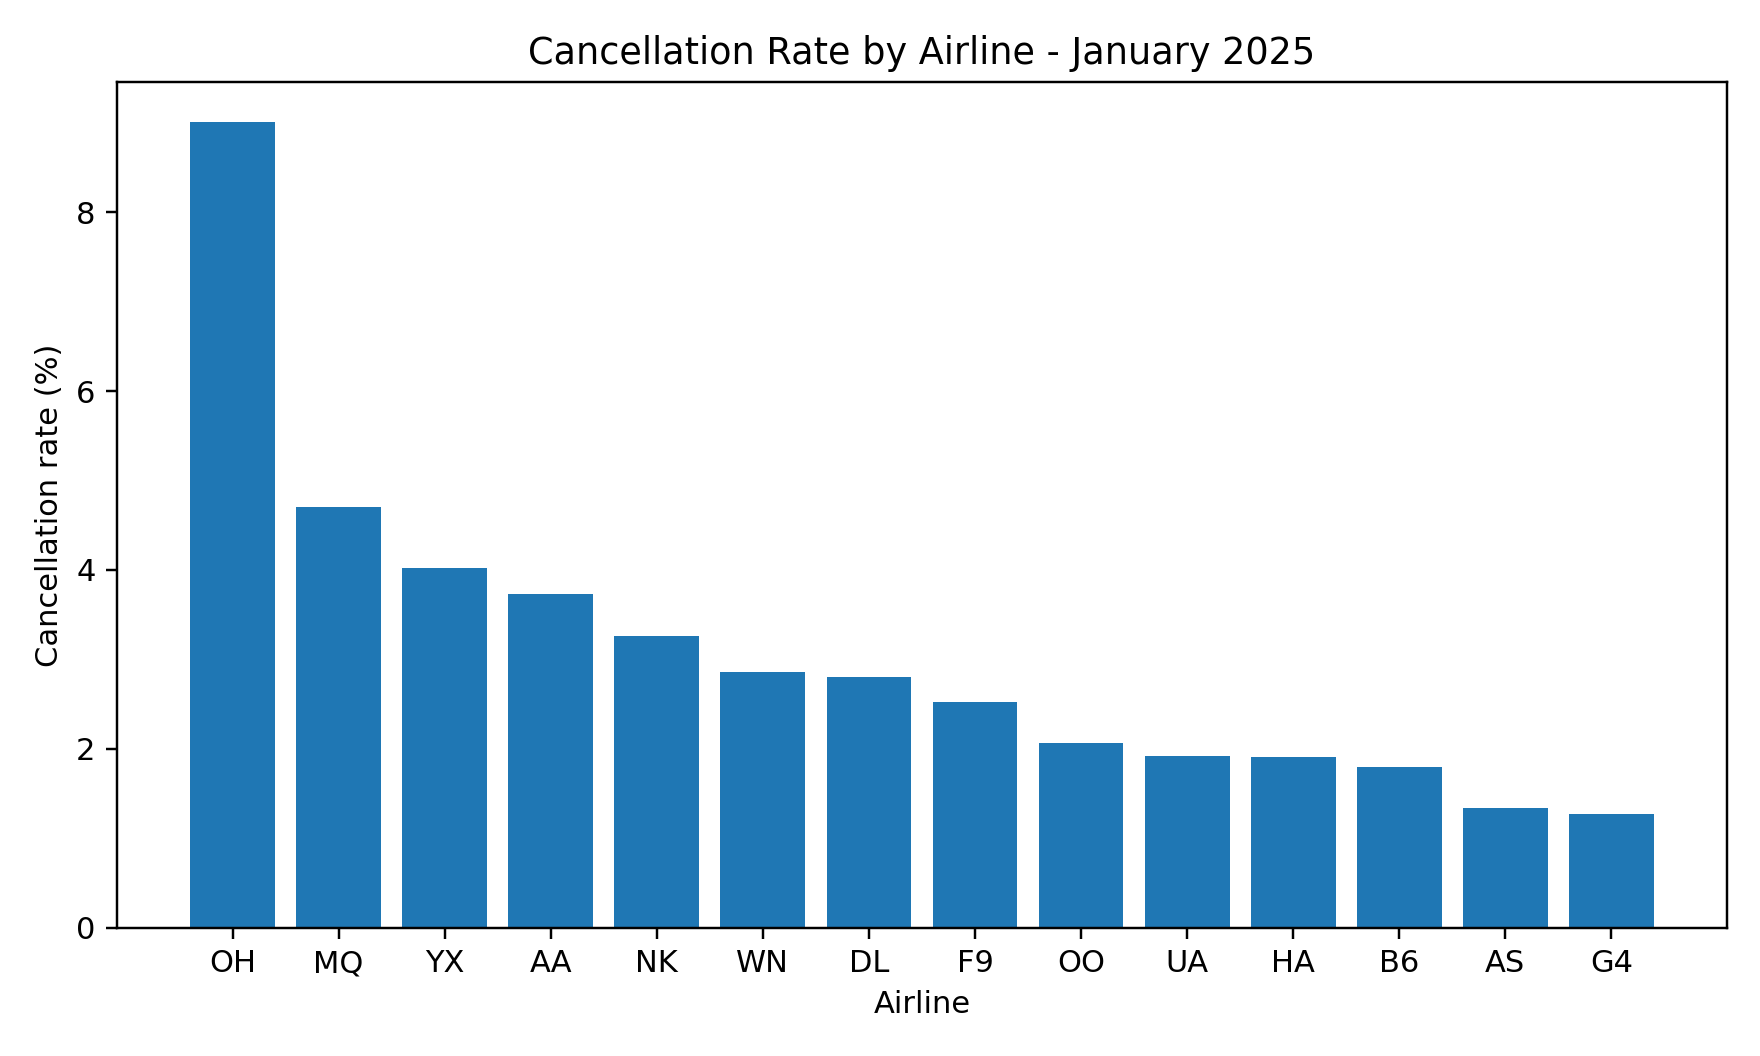 Cancellation Rate by Airline - January 2025
Cancellation rate (%)
8
6
4
2
0
OH MQ YX AA NK WN DL F9 OO UA HA B6 AS G4
Airline